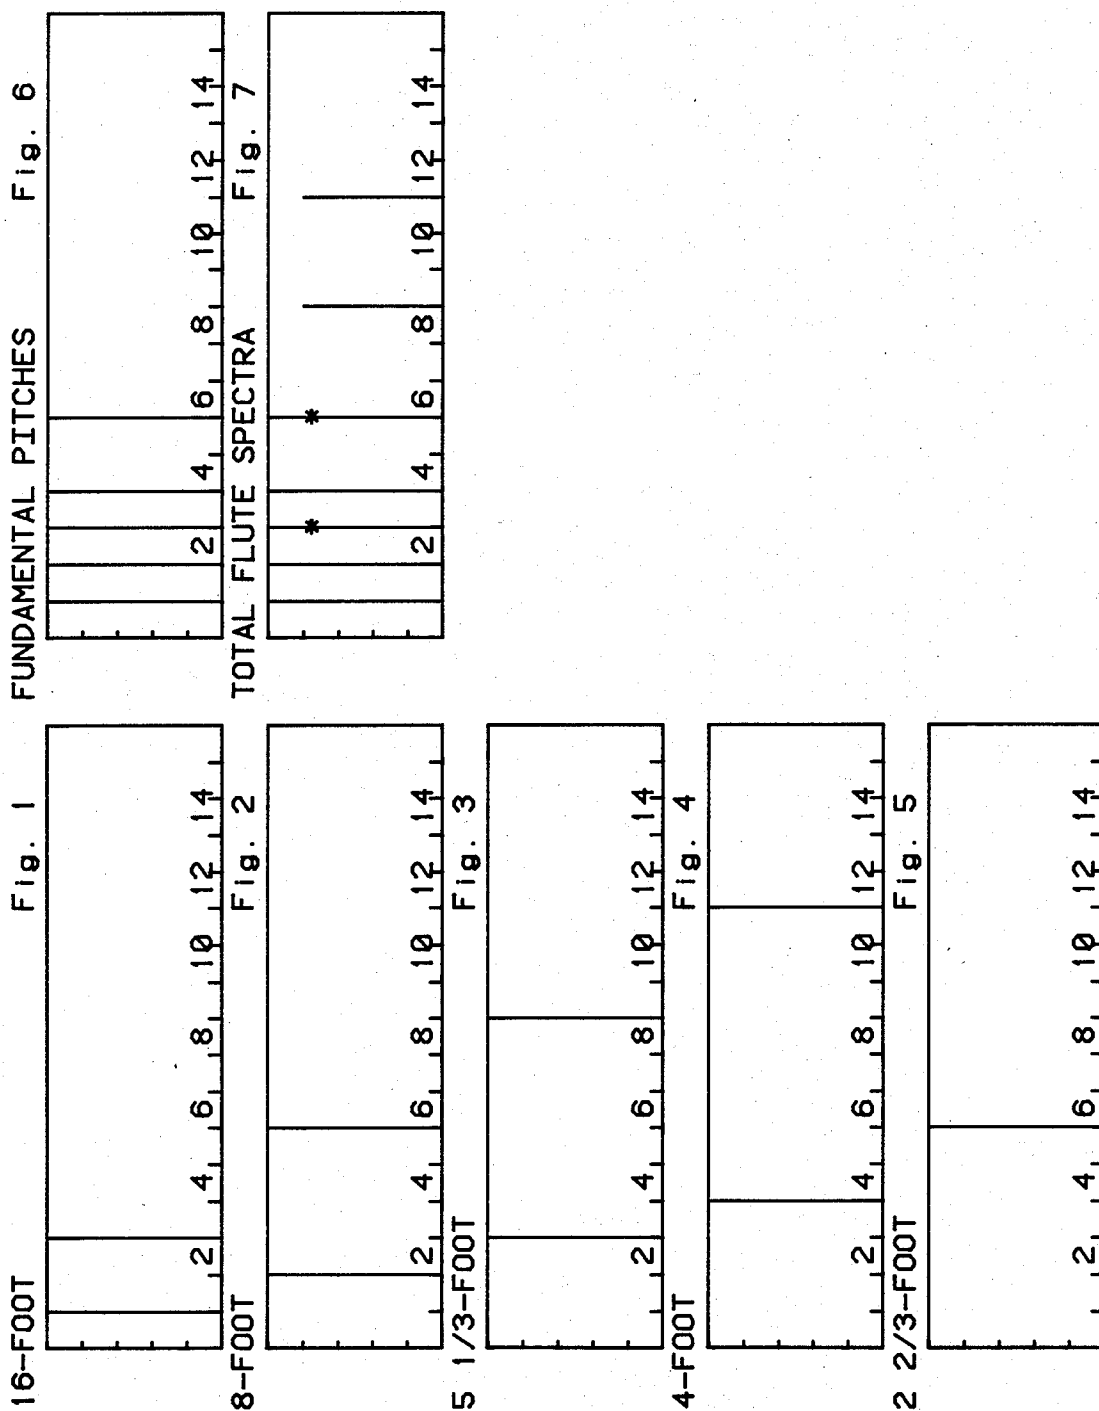 16-FOOT Fig. 1
2 4 6 8 10 12 14
8-FOOT Fig. 2
2 4 6 8 10 12 14
5 1/3-FOOT Fig. 3
2 4 6 8 10 12 14
4-FOOT Fig. 4
2 4 6 8 10 12 14
2 2/3-FOOT Fig. 5
2 4 6 8 10 12 14
FUNDAMENTAL PITCHES Fig. 6
2 4 6 8 10 12 14
TOTAL FLUTE SPECTRA Fig. 7
* *
2 4 6 8 10 12 14